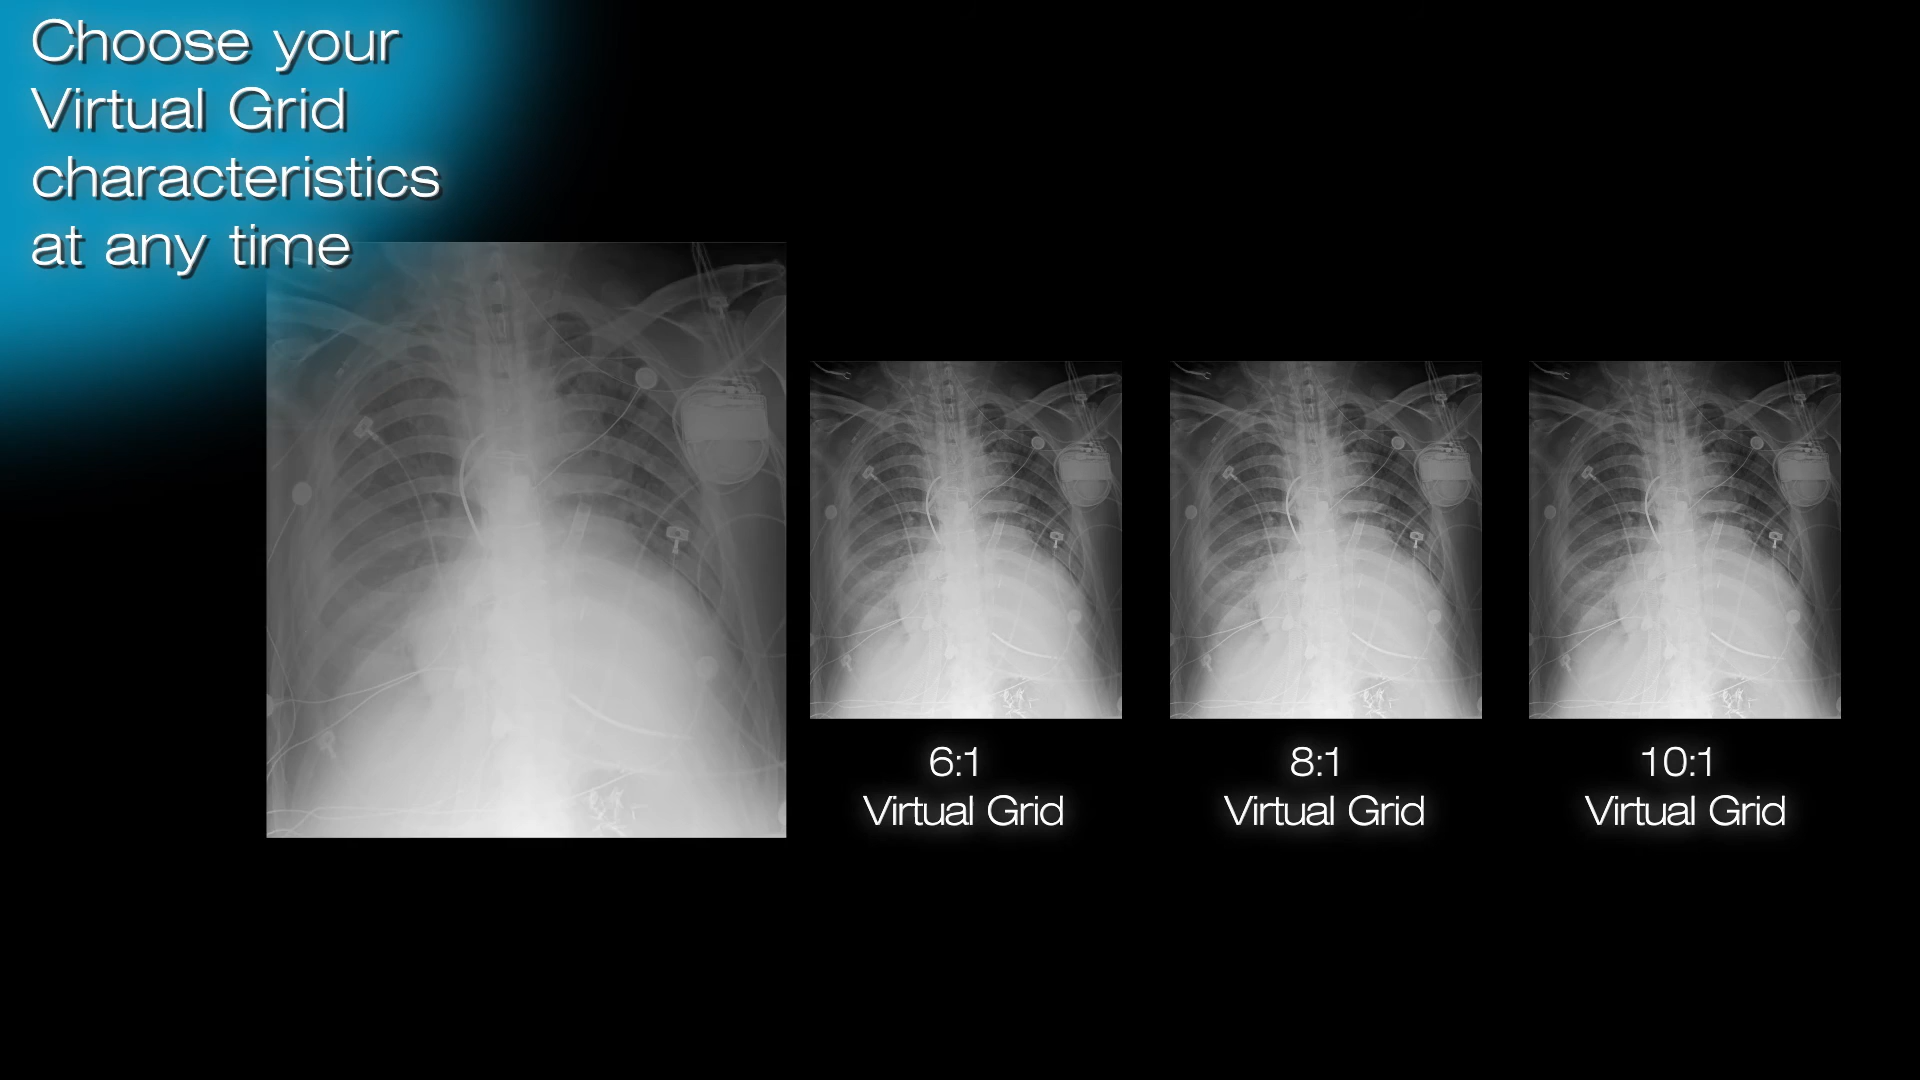 Choose your
Virtual Grid
characteristics
at any time
6:1
Virtual Grid
8:1
Virtual Grid
10:1
Virtual Grid